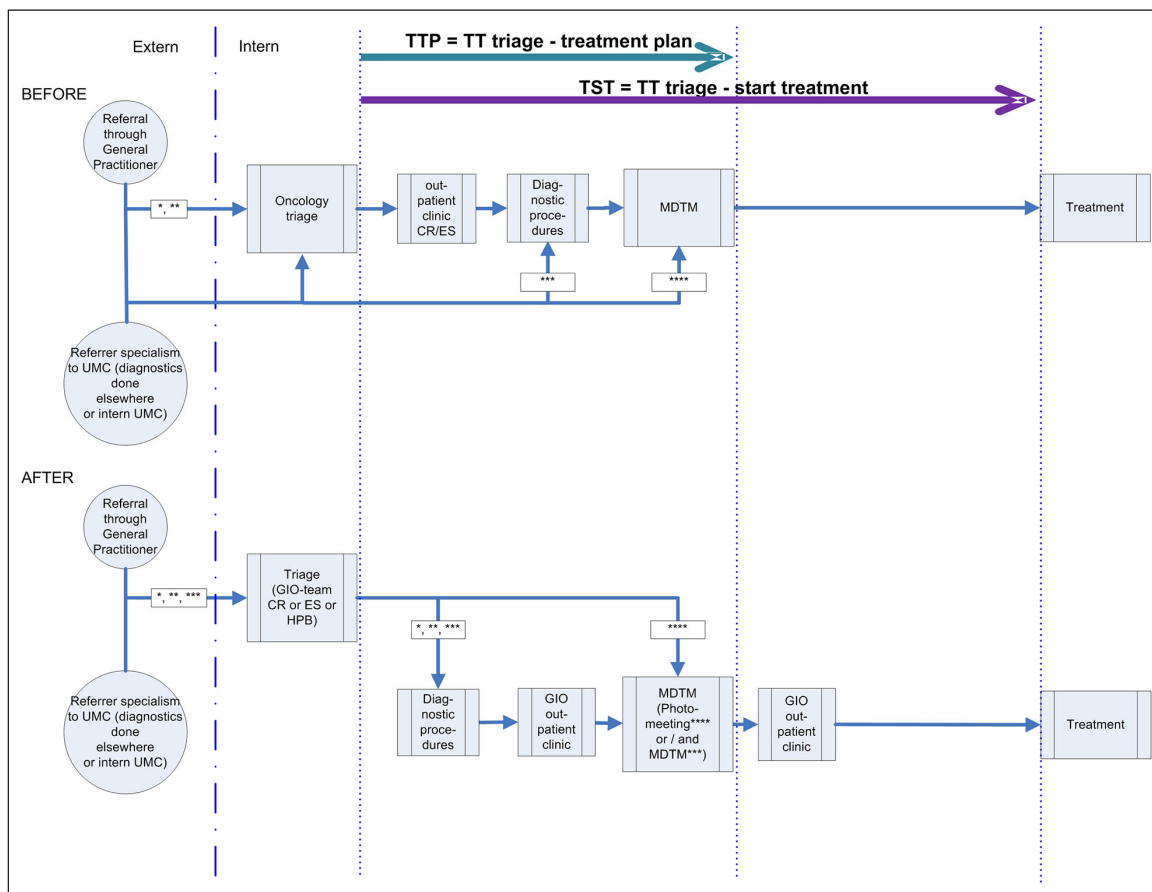 Extern
Intern
TTP = TT triage - treatment plan
TST = TT triage - start treatment
BEFORE
Referral
through
General
Practitioner
*, **
Oncology
triage
out-
patient
clinic
CR/ES
Diag-
nostic
proce-
dures
MDTM
Treatment
***
****
Referrer specialism
to UMC (diagnostics
done
elsewhere
or intern UMC)
AFTER
Referral
through
General
Practitioner
*, **, ***
Triage
(GIO-team
CR or ES or
HPB)
*, **, ***
****
Referrer specialism
to UMC (diagnostics
done
elsewhere
or intern UMC)
Diag-
nostic
proce-
dures
GIO
out-
patient
clinic
MDTM
(Photo-
meeting****
or / and
MDTM***)
GIO
out-
patient
clinic
Treatment